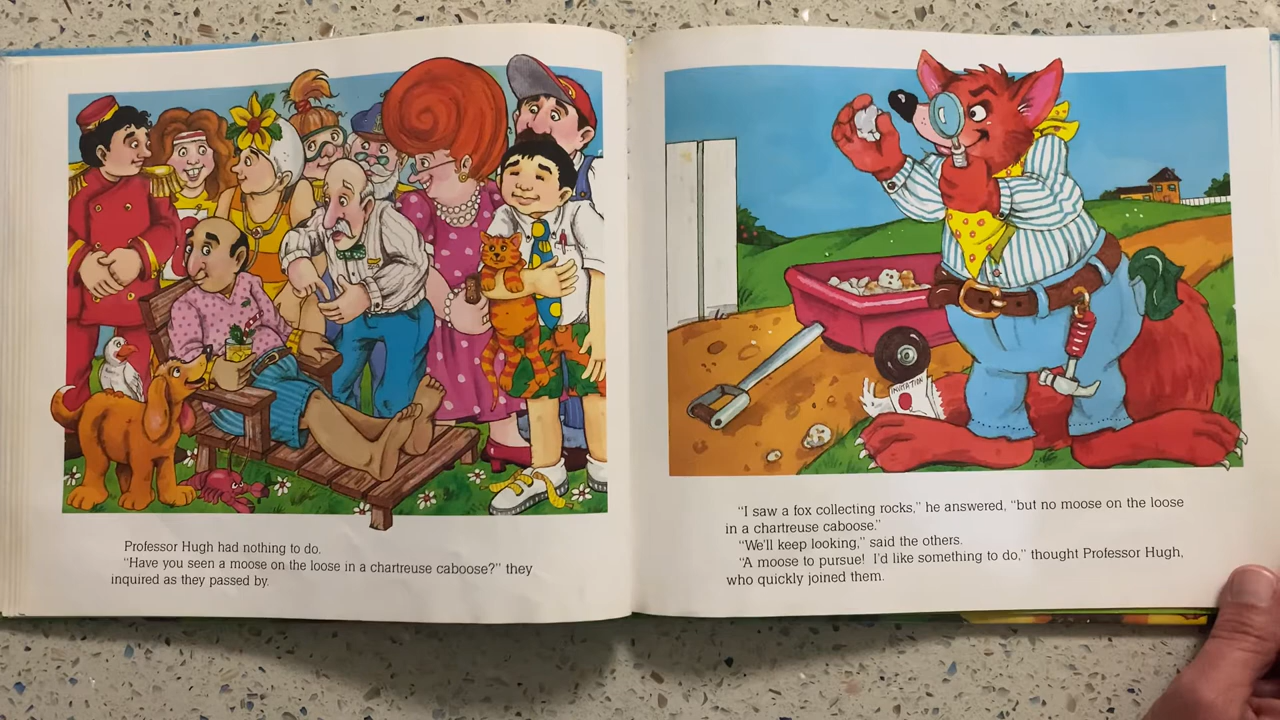 Professor Hugh had nothing to do.
"Have you seen a moose on the loose in a chartreuse caboose?" they
inquired as they passed by.
INVITATION
"I saw a fox collecting rocks," he answered, "but no moose on the loose
in a chartreuse caboose."
"We'll keep looking," said the others.
"A moose to pursue! I'd like something to do," thought Professor Hugh,
who quickly joined them.